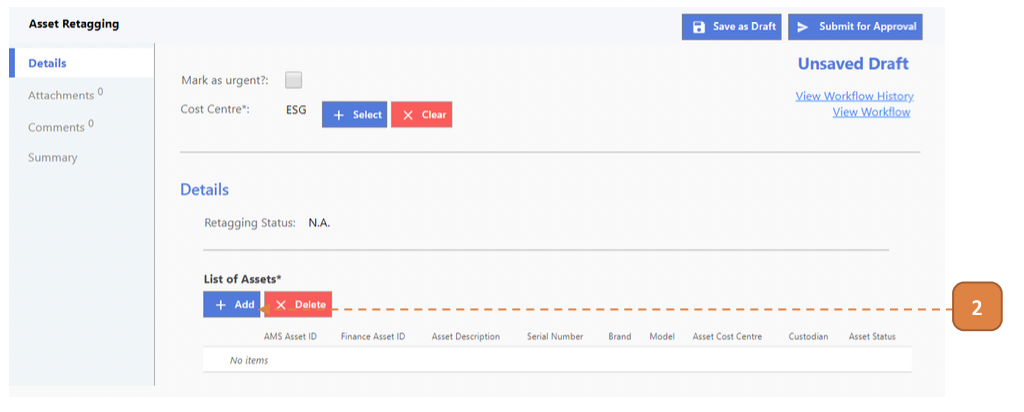 Asset Retagging
Save as Draft
Submit for Approval
Details
Attachments 0
Comments 0
Summary
Mark as urgent?:
Cost Centre*: ESG + Select × Clear
Unsaved Draft
View Workflow History
View Workflow
Details
Retagging Status: N.A.
List of Assets*
+ Add × Delete
2
AMS Asset ID Finance Asset ID Asset Description Serial Number Brand Model Asset Cost Centre Custodian Asset Status
No items